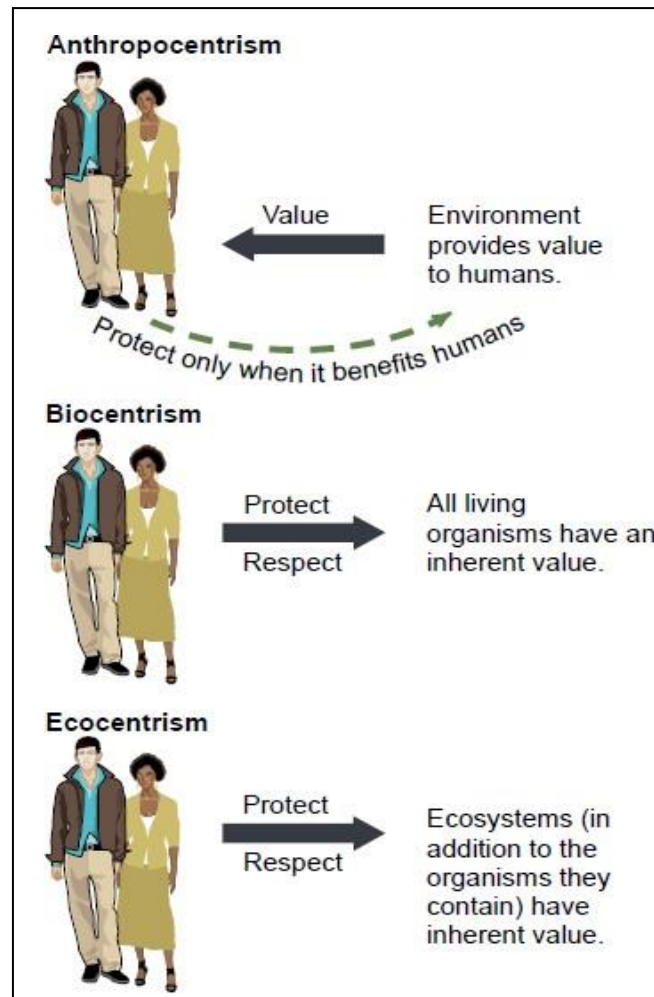 Anthropocentrism
Value
Environment
provides value
to humans.
Protect only when it benefits humans
Biocentrism
Protect
Respect
All living
organisms have an
inherent value.
Ecocentrism
Protect
Respect
Ecosystems (in
addition to the
organisms they
contain) have
inherent value.